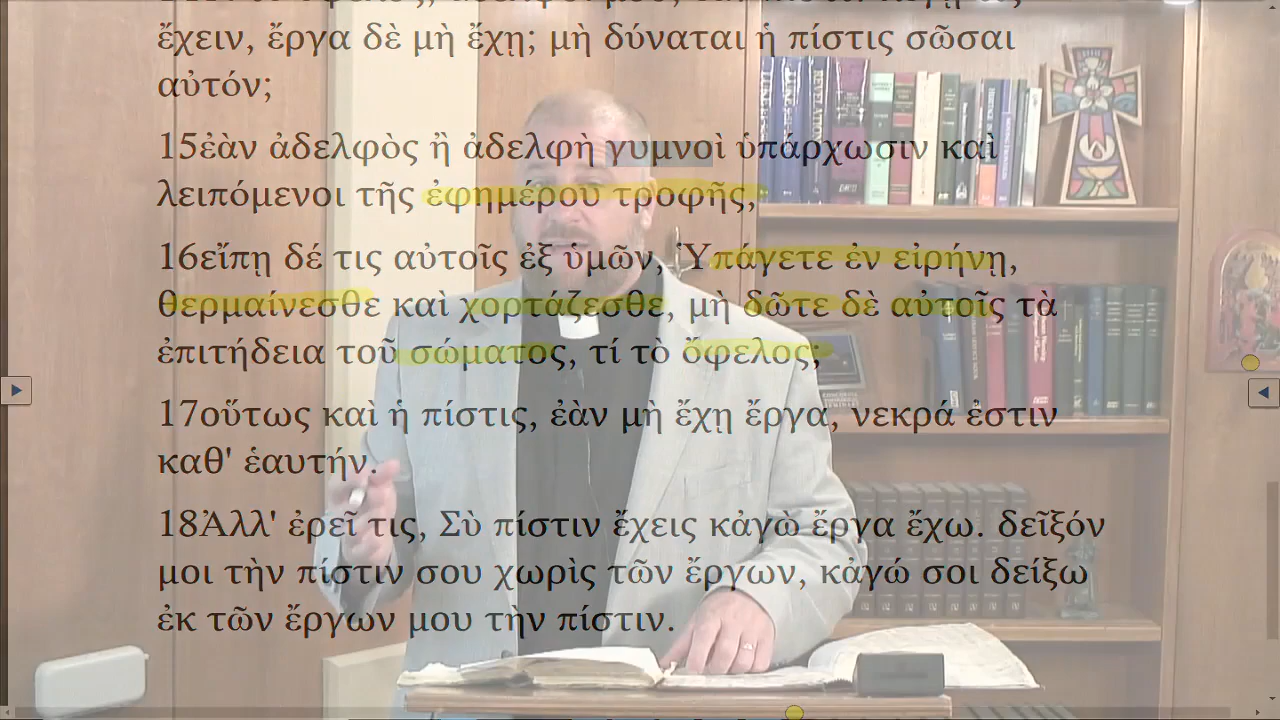 ἔχειν, ἔργα δὲ μὴ ἔχῃ; μὴ δύναται ἡ πίστις σῶσαι
αὐτόν;
15ἐὰν ἀδελφὸς ἢ ἀδελφὴ γυμνοὶ ὑπάρχωσιν καὶ
λειπόμενοι τῆς ἐφημέρου τροφῆς,
16εἴπῃ δέ τις αὐτοῖς ἐξ ὑμῶν, Ὑπάγετε ἐν εἰρήνῃ,
θερμαίνεσθε καὶ χορτάζεσθε, μὴ δῶτε δὲ αὐτοῖς τὰ
ἐπιτήδεια τοῦ σώματος, τί τὸ ὄφελος;
17οὕτως καὶ ἡ πίστις, ἐὰν μὴ ἔχῃ ἔργα, νεκρά ἐστιν
καθ' ἑαυτήν.
18Ἀλλ' ἐρεῖ τις, Σὺ πίστιν ἔχεις κἀγὼ ἔργα ἔχω. δεῖξόν
μοι τὴν πίστιν σου χωρὶς τῶν ἔργων, κἀγώ σοι δείξω
ἐκ τῶν ἔργων μου τὴν πίστιν.
REVELATION